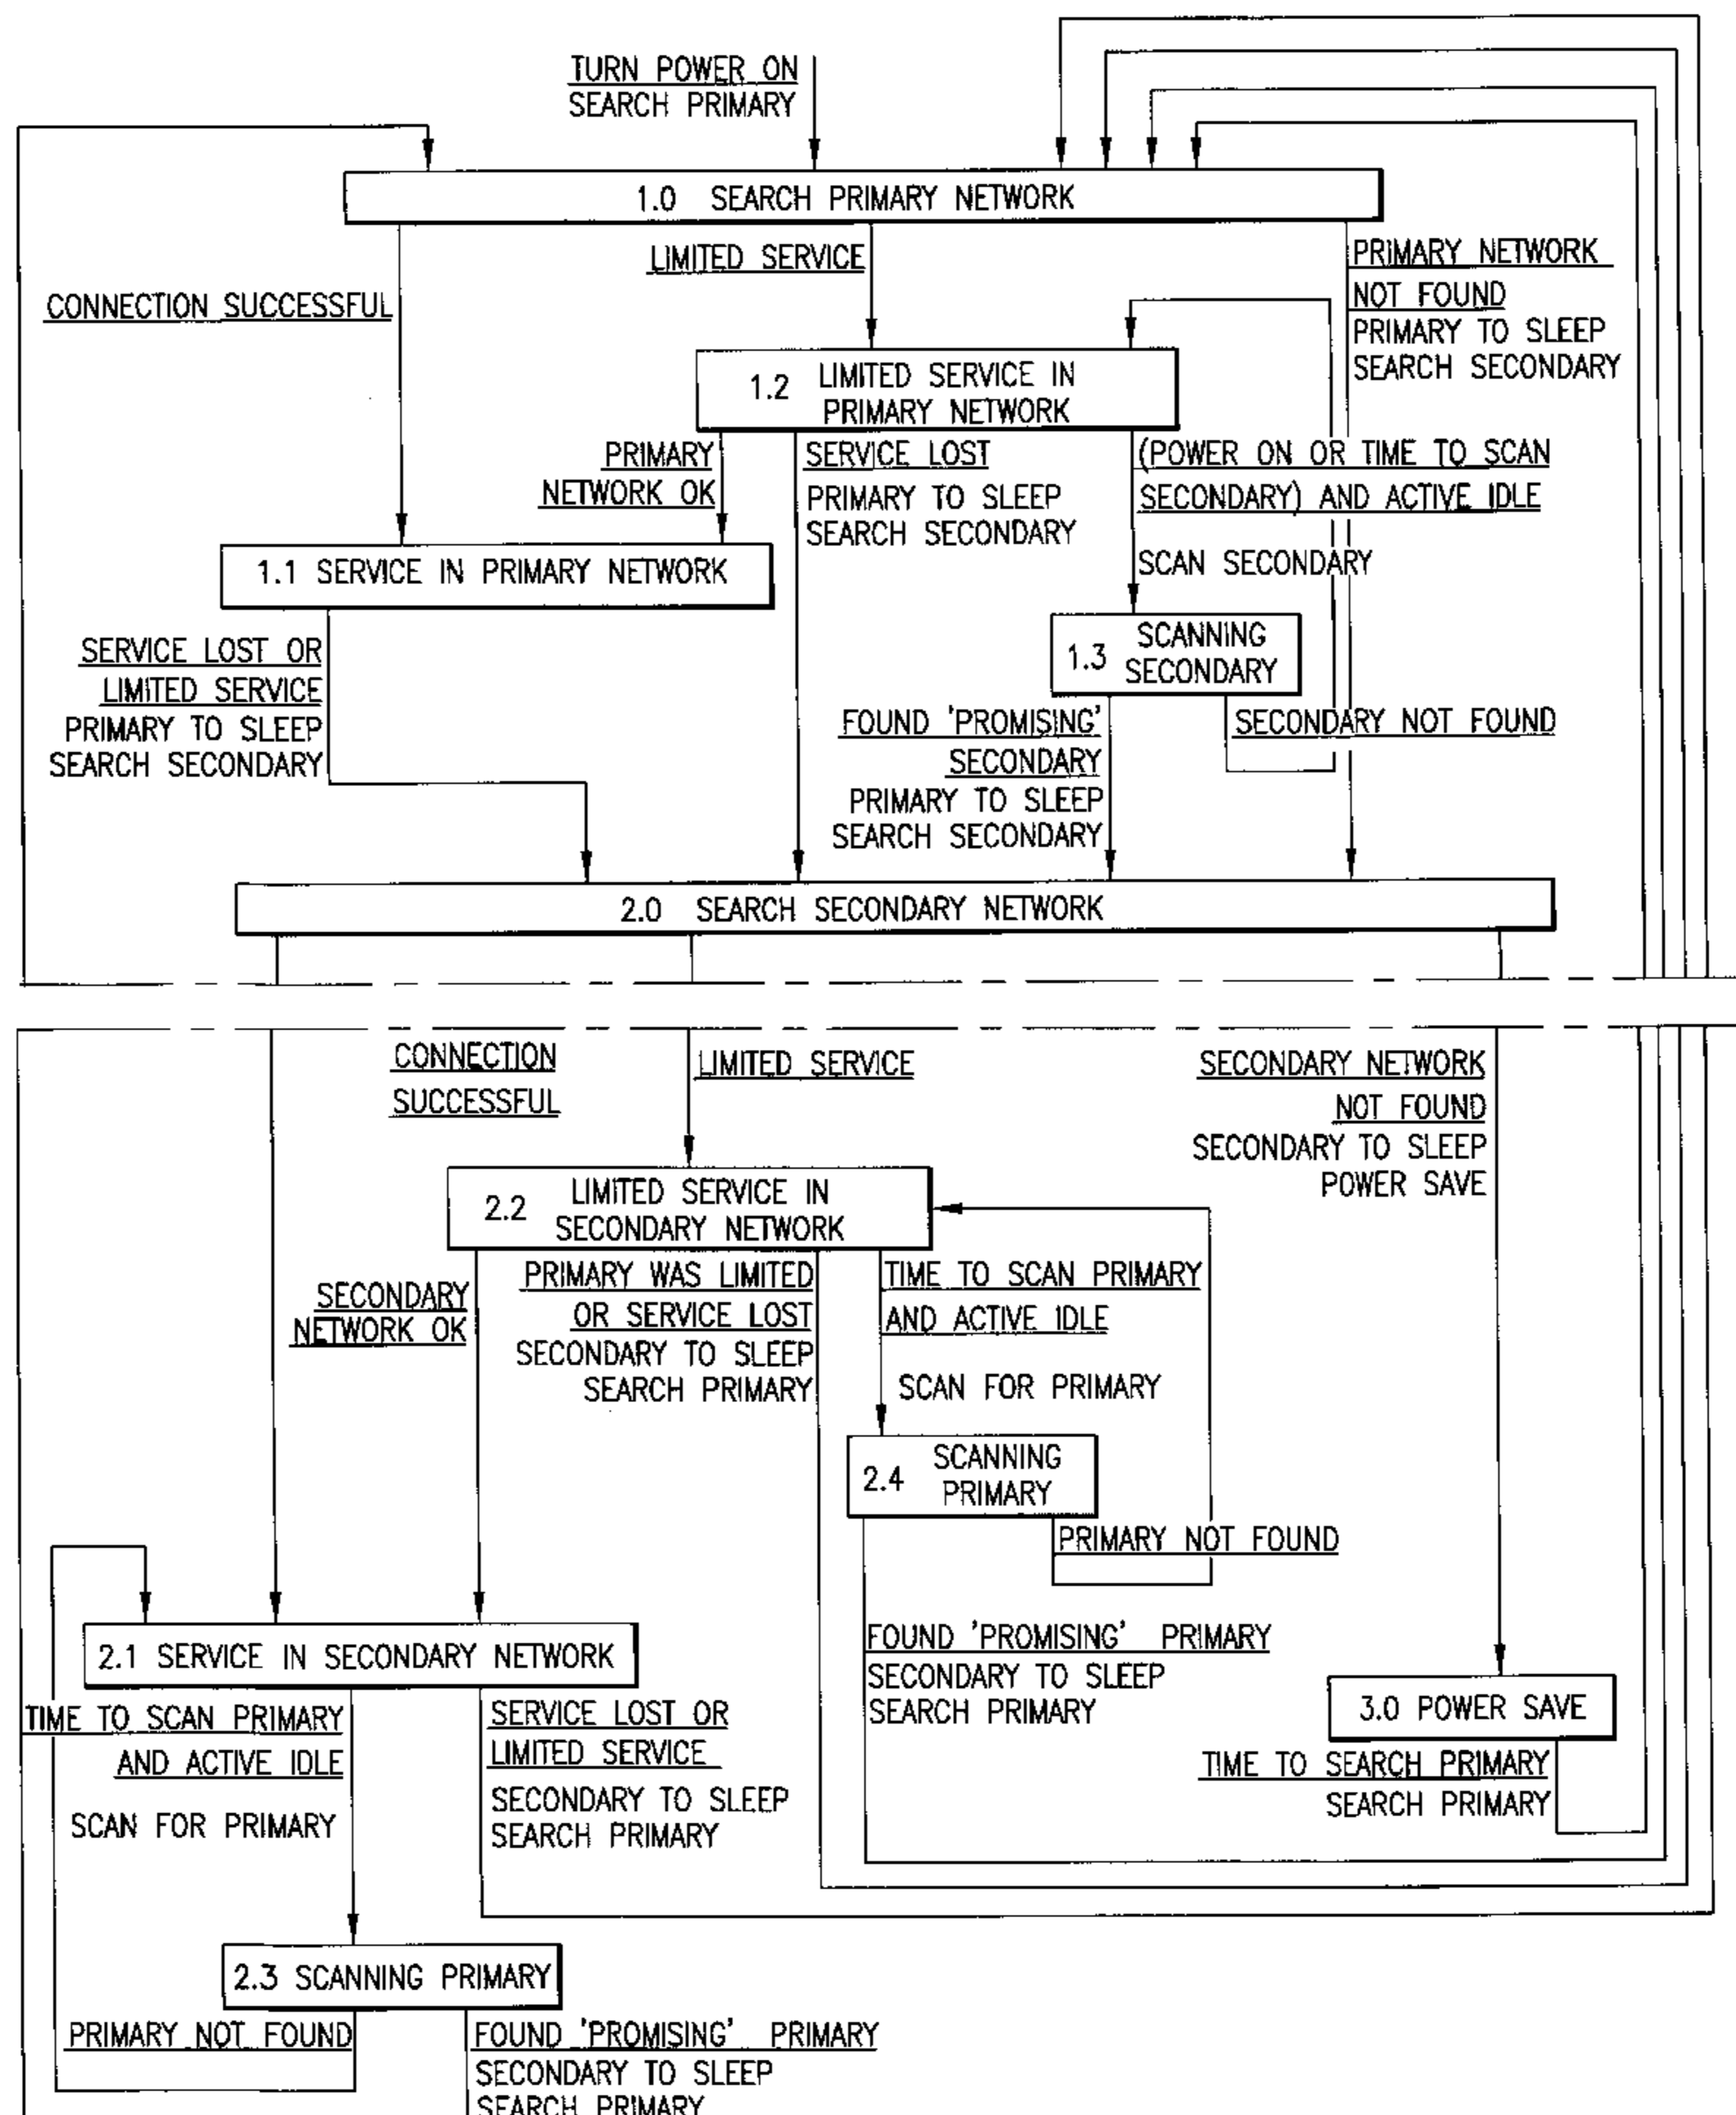 TURN POWER ON
SEARCH PRIMARY
1.0 SEARCH PRIMARY NETWORK
LIMITED SERVICE
PRIMARY NETWORK
NOT FOUND
PRIMARY TO SLEEP
SEARCH SECONDARY
CONNECTION SUCCESSFUL
1.2 LIMITED SERVICE IN
PRIMARY NETWORK
PRIMARY
NETWORK OK
SERVICE LOST
PRIMARY TO SLEEP
SEARCH SECONDARY
(POWER ON OR TIME TO SCAN
SECONDARY) AND ACTIVE IDLE
SCAN SECONDARY
1.1 SERVICE IN PRIMARY NETWORK
1.3 SCANNING
SECONDARY
SERVICE LOST OR
LIMITED SERVICE
PRIMARY TO SLEEP
SEARCH SECONDARY
FOUND 'PROMISING'
SECONDARY
PRIMARY TO SLEEP
SEARCH SECONDARY
SECONDARY NOT FOUND
2.0 SEARCH SECONDARY NETWORK
CONNECTION
SUCCESSFUL
LIMITED SERVICE
SECONDARY NETWORK
NOT FOUND
SECONDARY TO SLEEP
POWER SAVE
2.2 LIMITED SERVICE IN
SECONDARY NETWORK
SECONDARY
NETWORK OK
PRIMARY WAS LIMITED
OR SERVICE LOST
SECONDARY TO SLEEP
SEARCH PRIMARY
TIME TO SCAN PRIMARY
AND ACTIVE IDLE
SCAN FOR PRIMARY
2.4 SCANNING
PRIMARY
PRIMARY NOT FOUND
FOUND 'PROMISING' PRIMARY
SECONDARY TO SLEEP
SEARCH PRIMARY
2.1 SERVICE IN SECONDARY NETWORK
3.0 POWER SAVE
TIME TO SCAN PRIMARY
AND ACTIVE IDLE
SCAN FOR PRIMARY
SERVICE LOST OR
LIMITED SERVICE
SECONDARY TO SLEEP
SEARCH PRIMARY
TIME TO SEARCH PRIMARY
SEARCH PRIMARY
2.3 SCANNING PRIMARY
PRIMARY NOT FOUND
FOUND 'PROMISING' PRIMARY
SECONDARY TO SLEEP
SEARCH PRIMARY